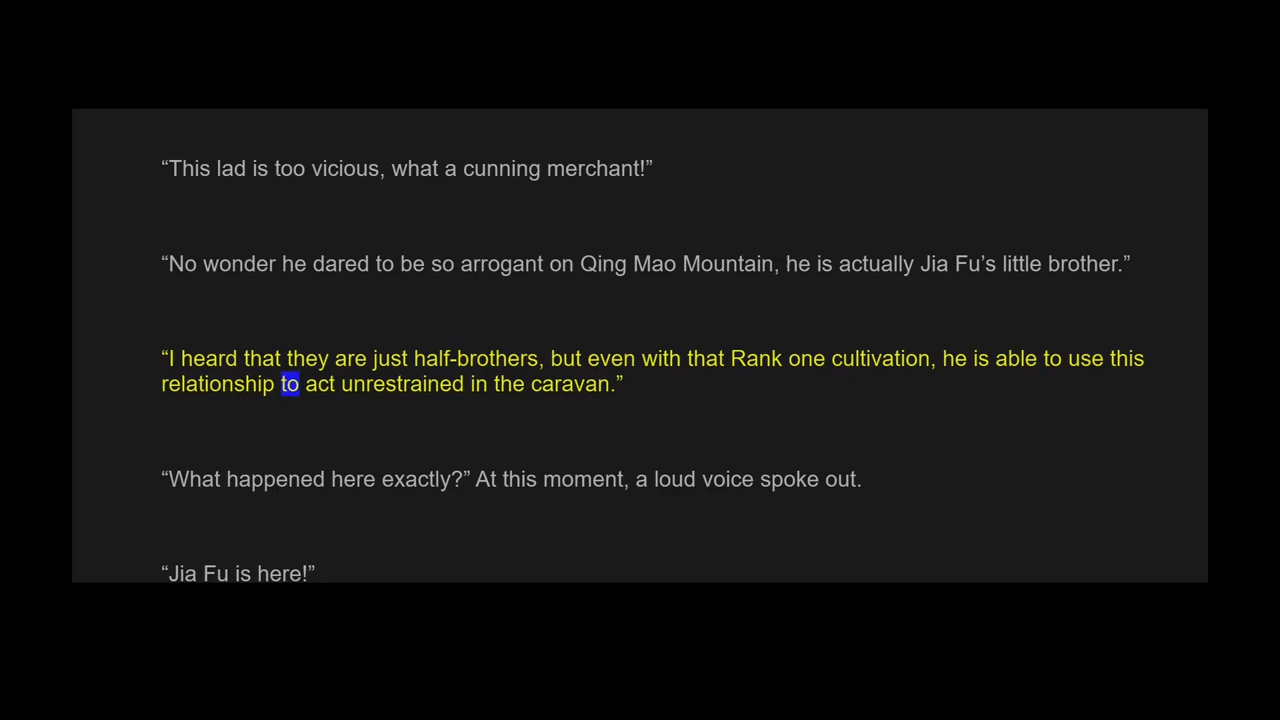 “This lad is too vicious, what a cunning merchant!”
“No wonder he dared to be so arrogant on Qing Mao Mountain, he is actually Jia Fu’s little brother.”
“I heard that they are just half-brothers, but even with that Rank one cultivation, he is able to use this
relationship to act unrestrained in the caravan.”
“What happened here exactly?” At this moment, a loud voice spoke out.
“Jia Fu is here!”